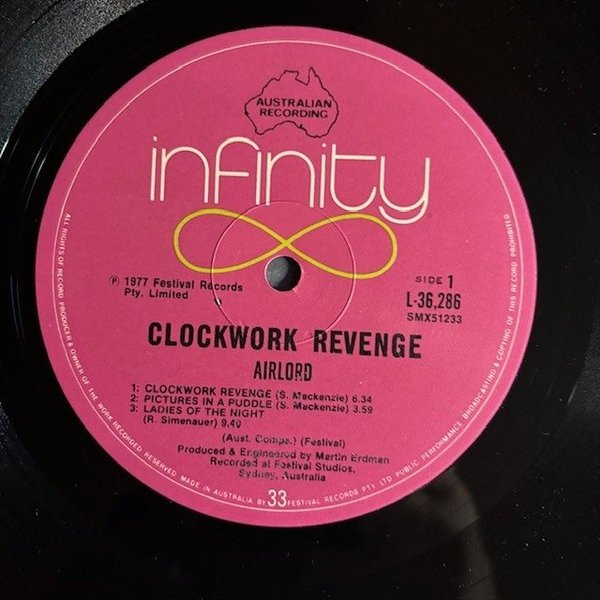 AUSTRALIAN
RECORDING
infinity
℗ 1977 Festival Records
Pty. Limited
SIDE 1
L-36,286
SMX51233
CLOCKWORK REVENGE
AIRLORD
1: CLOCKWORK REVENGE (S. Mackenzie) 6.34
2: PICTURES IN A PUDDLE (S. Mackenzie) 3.59
3: LADIES OF THE NIGHT
(R. Simenauer) 9.40
(Aust. Comps.) (Festival)
Produced & Engineered by Martin Erdman
Recorded at Festival Studios,
Sydney, Australia
33
ALL RIGHTS OF RECORD PRODUCER & OWNER OF THE WORK RECORDED RESERVED. MADE IN AUSTRALIA BY FESTIVAL RECORDS PTY LTD PUBLIC PERFORMANCE BROADCASTING & COPYING OF THIS RECORD PROHIBITED